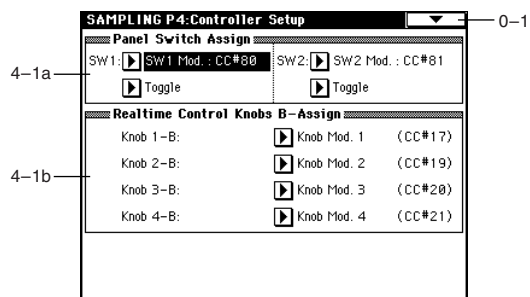 SAMPLING P4:Controller Setup
0–1
Panel Switch Assign
4–1a
SW1: SW1 Mod. : CC#80 SW2: SW2 Mod. : CC#81
Toggle Toggle
Realtime Control Knobs B-Assign
4–1b
Knob 1-B: Knob Mod. 1 (CC#17)
Knob 2-B: Knob Mod. 2 (CC#19)
Knob 3-B: Knob Mod. 3 (CC#20)
Knob 4-B: Knob Mod. 4 (CC#21)